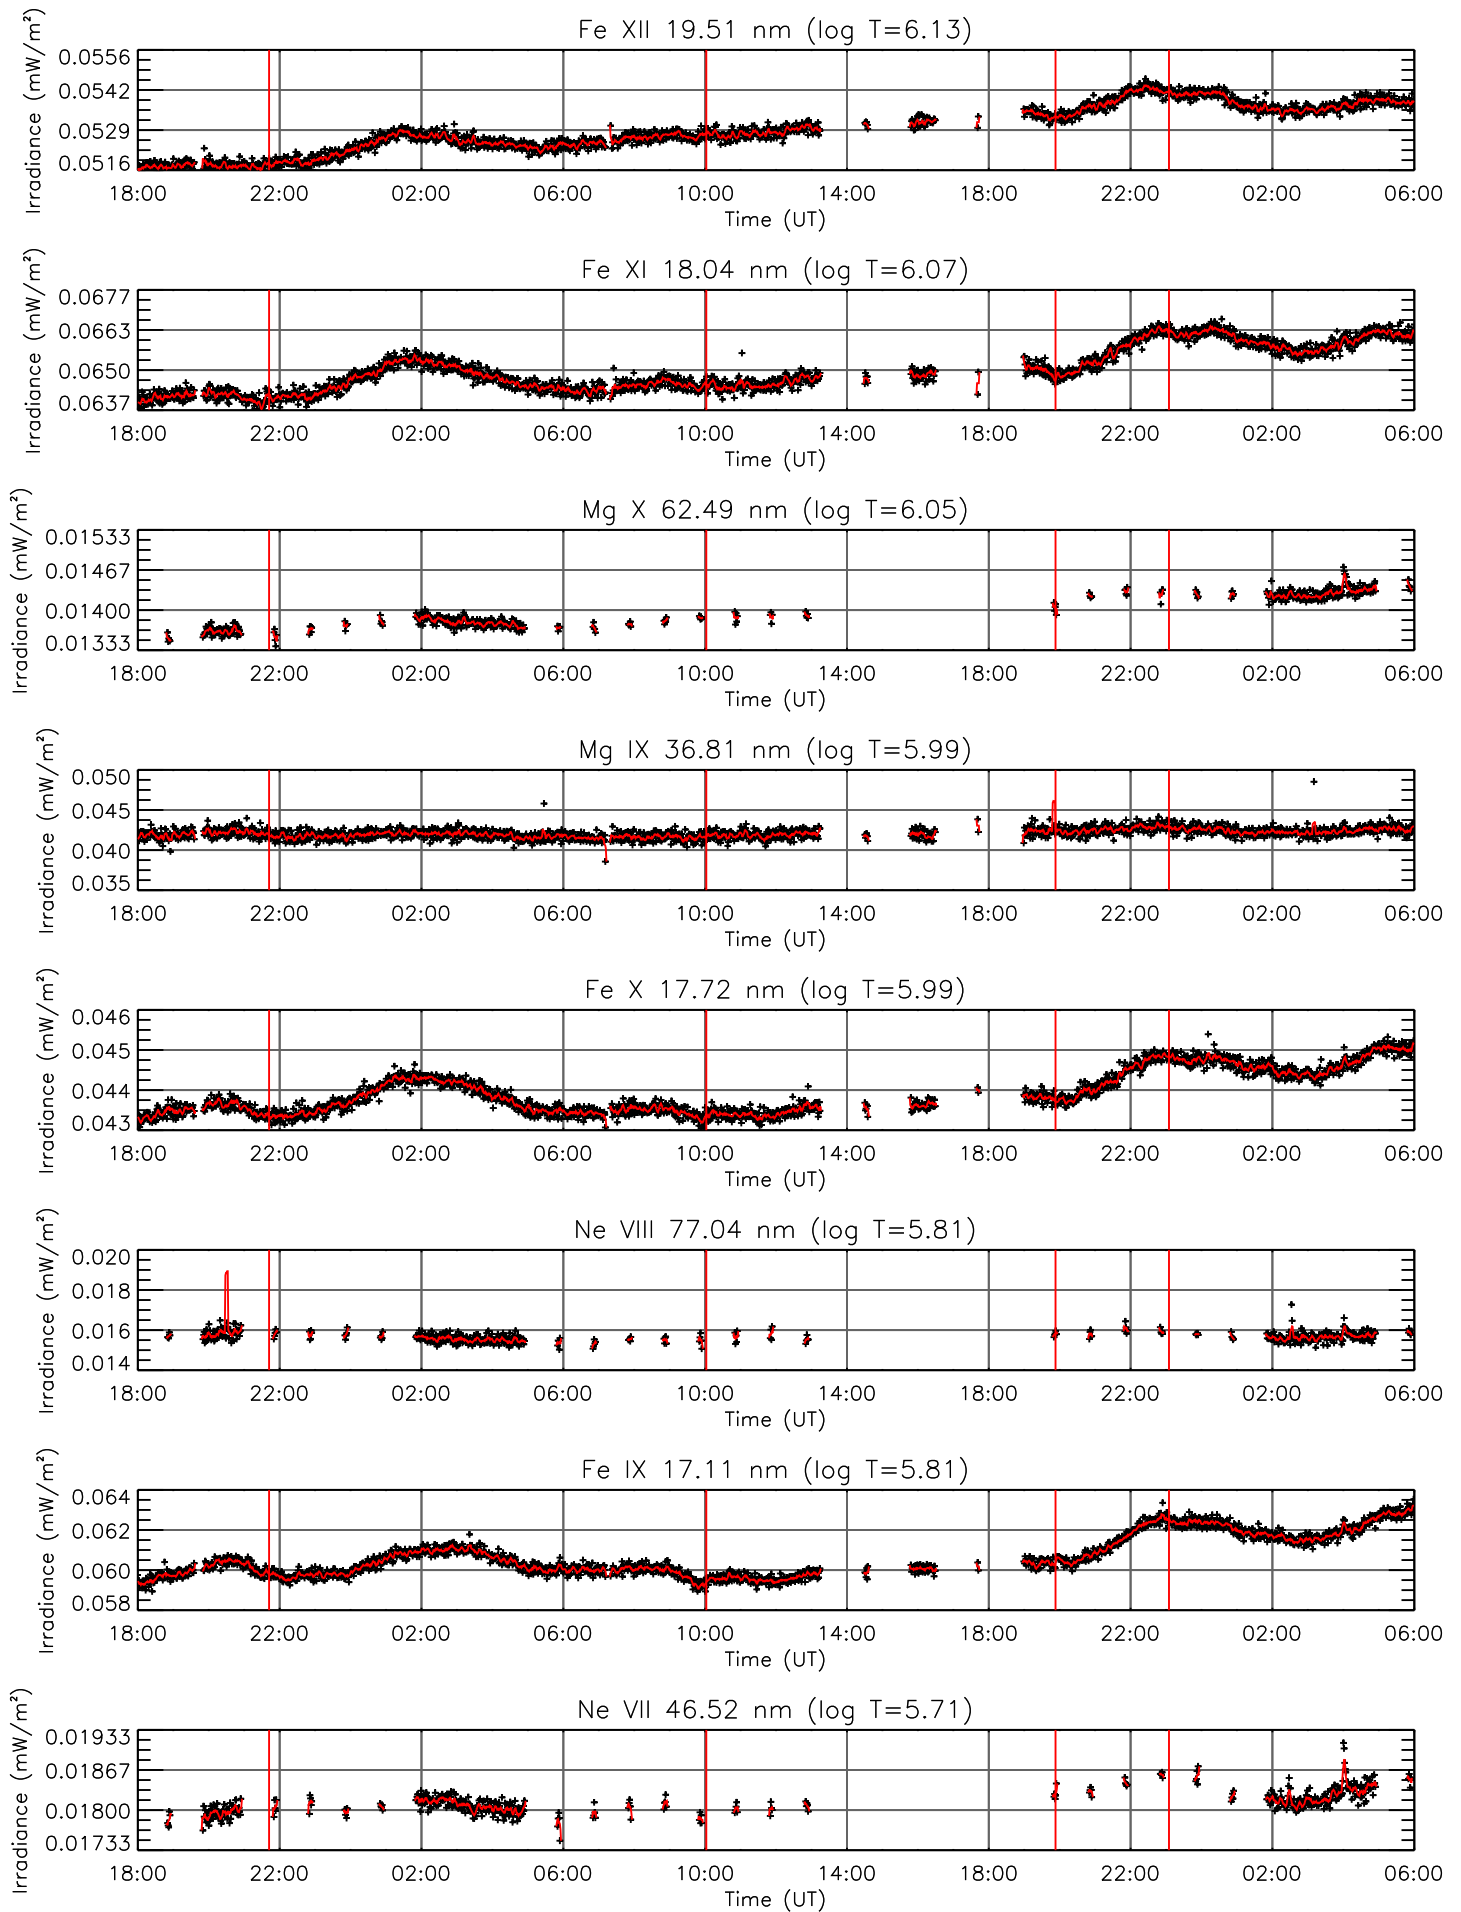 Fe XII 19.51 nm (log T=6.13)
Irradiance (mW/m²)
0.0556
0.0542
0.0529
0.0516
18:00 22:00 02:00 06:00 10:00 14:00 18:00 22:00 02:00 06:00
Time (UT)
Fe XI 18.04 nm (log T=6.07)
Irradiance (mW/m²)
0.0677
0.0663
0.0650
0.0637
18:00 22:00 02:00 06:00 10:00 14:00 18:00 22:00 02:00 06:00
Time (UT)
Mg X 62.49 nm (log T=6.05)
Irradiance (mW/m²)
0.01533
0.01467
0.01400
0.01333
18:00 22:00 02:00 06:00 10:00 14:00 18:00 22:00 02:00 06:00
Time (UT)
Mg IX 36.81 nm (log T=5.99)
Irradiance (mW/m²)
0.050
0.045
0.040
0.035
18:00 22:00 02:00 06:00 10:00 14:00 18:00 22:00 02:00 06:00
Time (UT)
Fe X 17.72 nm (log T=5.99)
Irradiance (mW/m²)
0.046
0.045
0.044
0.043
18:00 22:00 02:00 06:00 10:00 14:00 18:00 22:00 02:00 06:00
Time (UT)
Ne VIII 77.04 nm (log T=5.81)
Irradiance (mW/m²)
0.020
0.018
0.016
0.014
18:00 22:00 02:00 06:00 10:00 14:00 18:00 22:00 02:00 06:00
Time (UT)
Fe IX 17.11 nm (log T=5.81)
Irradiance (mW/m²)
0.064
0.062
0.060
0.058
18:00 22:00 02:00 06:00 10:00 14:00 18:00 22:00 02:00 06:00
Time (UT)
Ne VII 46.52 nm (log T=5.71)
Irradiance (mW/m²)
0.01933
0.01867
0.01800
0.01733
18:00 22:00 02:00 06:00 10:00 14:00 18:00 22:00 02:00 06:00
Time (UT)